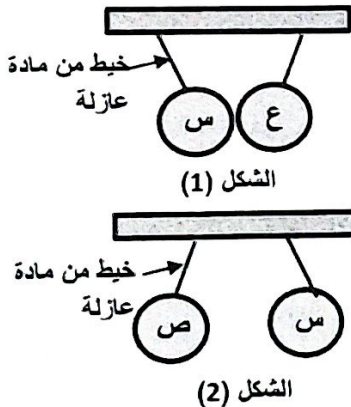 خيط من مادة
عازلة
س
ع
الشكل (1)
خيط من مادة
عازلة
ص
س
الشكل (2)